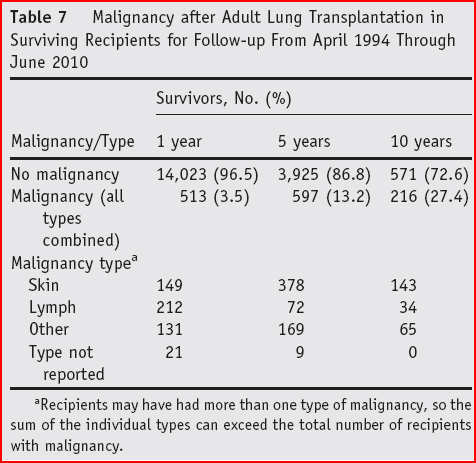 Table 7 Malignancy after Adult Lung Transplantation in
Surviving Recipients for Follow-up From April 1994 Through
June 2010
Survivors, No. (%)
Malignancy/Type 1 year 5 years 10 years
No malignancy 14,023 (96.5) 3,925 (86.8) 571 (72.6)
Malignancy (all 513 (3.5) 597 (13.2) 216 (27.4)
types
combined)
Malignancy typea
Skin 149 378 143
Lymph 212 72 34
Other 131 169 65
Type not 21 9 0
reported
aRecipients may have had more than one type of malignancy, so the
sum of the individual types can exceed the total number of recipients
with malignancy.